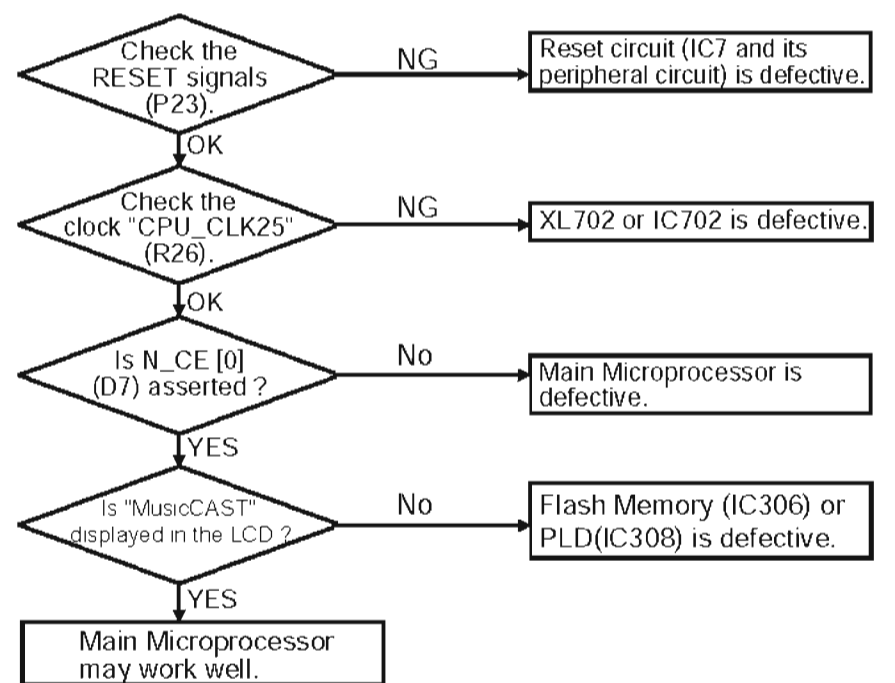 Check the
RESET signals
(P23).
NG
Reset circuit (IC7 and its
peripheral circuit) is defective.
OK
Check the
clock "CPU_CLK25"
(R26).
NG
XL702 or IC702 is defective.
OK
Is N_CE [0]
(D7) asserted ?
No
Main Microprocessor is
defective.
YES
Is "MusicCAST"
displayed in the LCD ?
No
Flash Memory (IC306) or
PLD(IC308) is defective.
YES
Main Microprocessor
may work well.